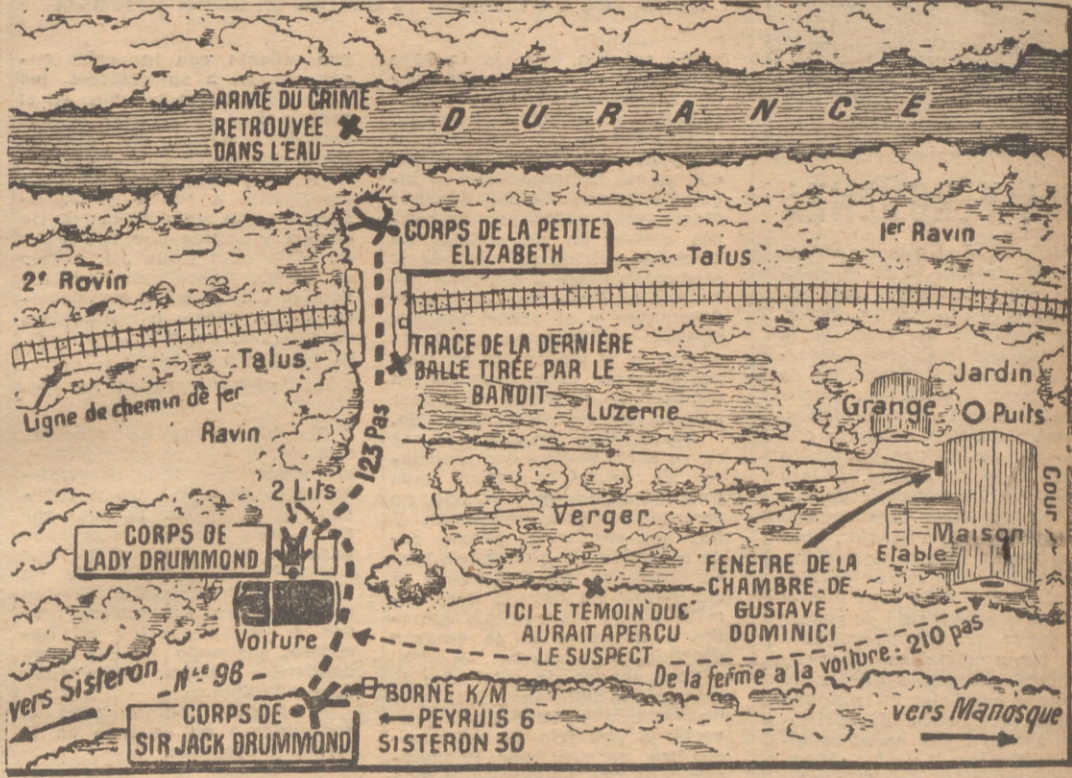 ARME DU CRIME
RETROUVÉE
DANS L'EAU
DURANCE
CORPS DE LA PETITE
ELIZABETH
1er Ravin
Talus
2e Ravin
TRACE DE LA DERNIÈRE
BALLE TIRÉE PAR LE
BANDIT
Talus
Ligne de chemin de fer
Ravin
Luzerne
Jardin
Grange
Puits
123 Pas
2 Lits
Verger
Cour
Maison
Etable
CORPS DE
LADY DRUMMOND
Voiture
FENÊTRE DE LA
CHAMBRE DE
GUSTAVE
DOMINICI
ICI LE TÉMOIN DUC
AURAIT APERÇU
LE SUSPECT
De la ferme a la voiture : 210 pas
vers Sisteron
Nle 96
BORNE K/M
PEYRUIS 6
SISTERON 30
CORPS DE
SIR JACK DRUMMOND
vers Manosque